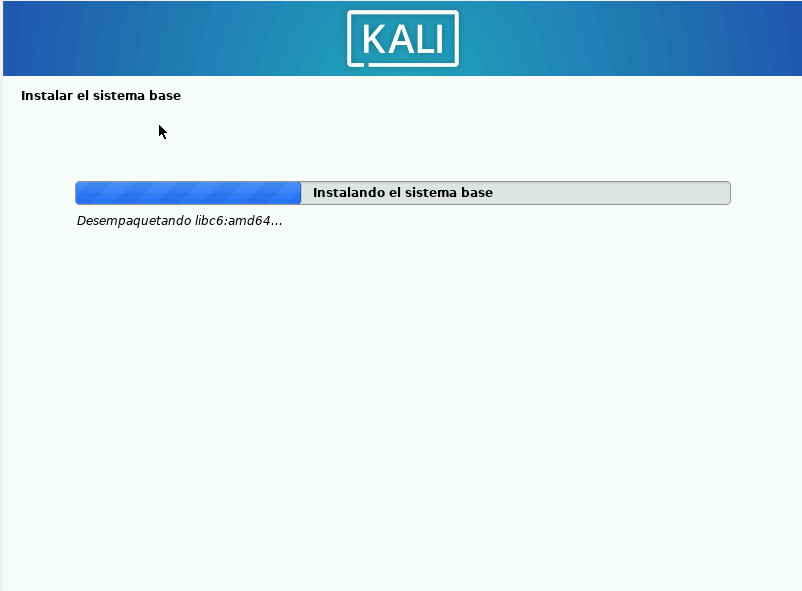 KALI
Instalar el sistema base
Instalando el sistema base
Desempaquetando libc6:amd64...